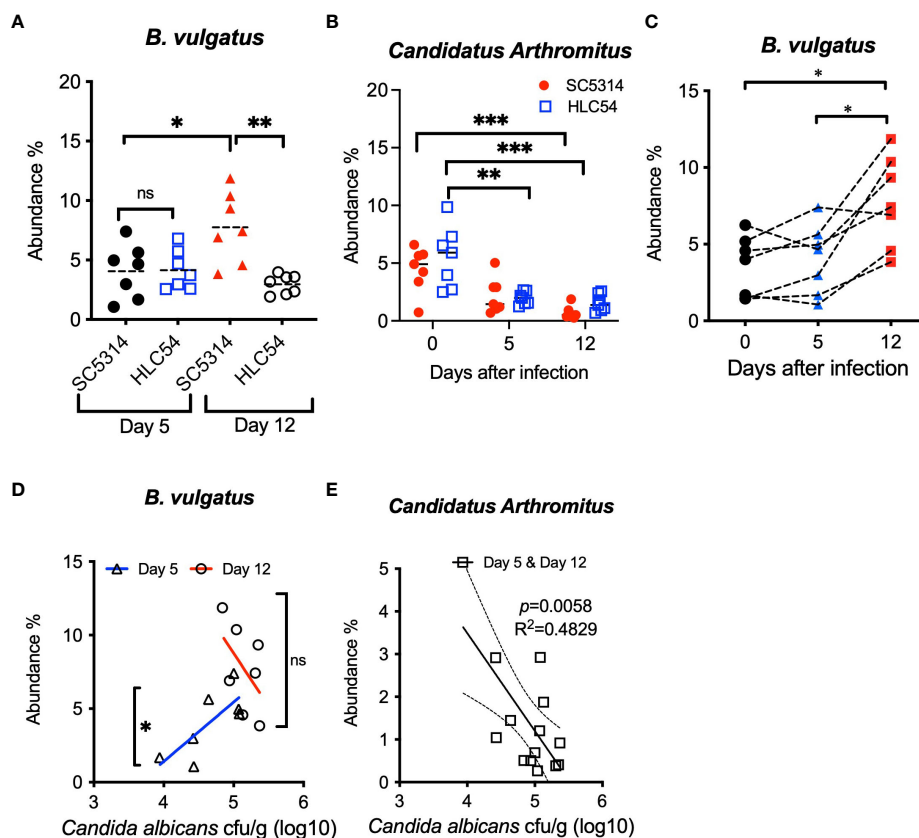 A
B. vulgatus
Abundance %
20
15
10
5
0
*
**
ns
SC5314
HLC54
SC5314
HLC54
Day 5
Day 12
B
Candidatus Arthromitus
SC5314
HLC54
Abundance %
20
15
10
5
0
***
***
**
0
5
12
Days after infection
C
B. vulgatus
Abundance %
15
10
5
0
*
*
0
5
12
Days after infection
D
B. vulgatus
Day 5
Day 12
Abundance %
15
10
5
0
*
ns
3
4
5
6
Candida albicans cfu/g (log10)
E
Candidatus Arthromitus
Day 5 & Day 12
p=0.0058
R²=0.4829
Abundance %
5
4
3
2
1
0
3
4
5
6
Candida albicans cfu/g (log10)